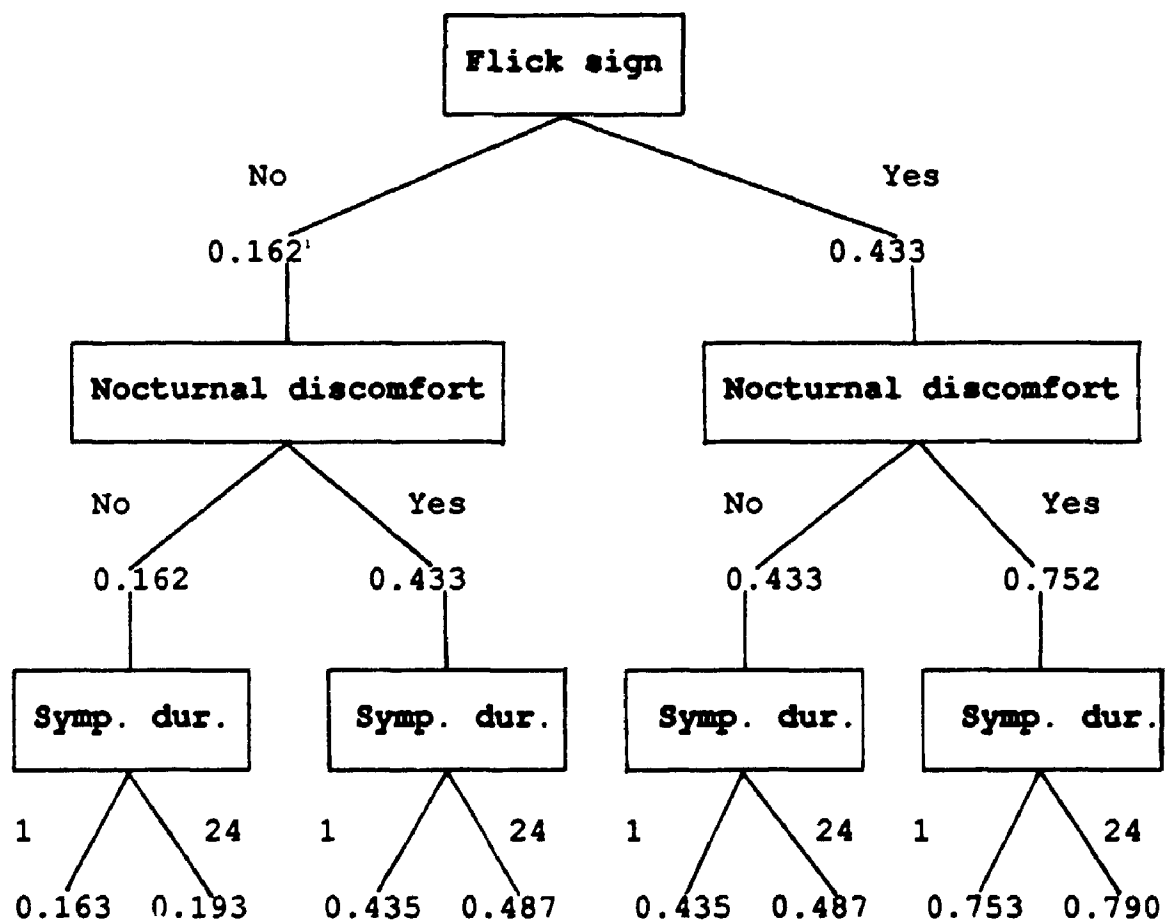 Flick sign
No Yes
0.162¹ 0.433
Nocturnal discomfort Nocturnal discomfort
No Yes No Yes
0.162 0.433 0.433 0.752
Symp. dur. Symp. dur. Symp. dur. Symp. dur.
1 24 1 24 1 24 1 24
0.163 0.193 0.435 0.487 0.435 0.487 0.753 0.790